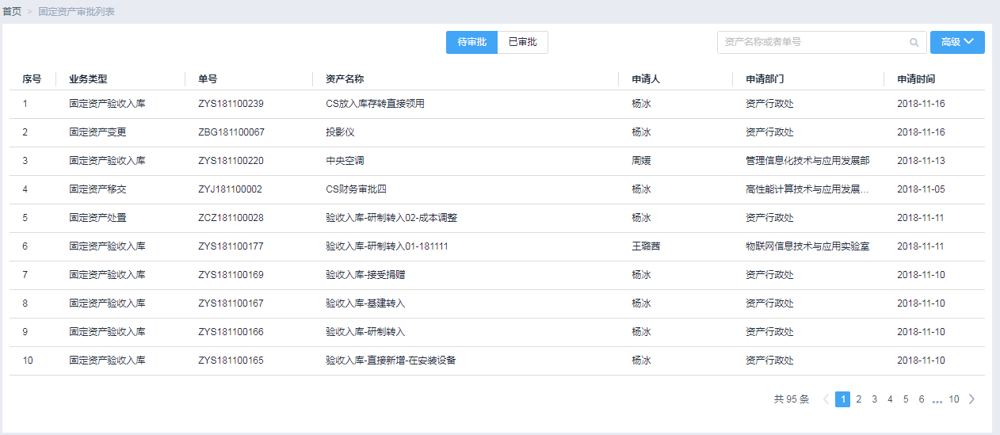 首页 > 固定资产审批列表
待审批 已审批 资产名称或者单号 高级
序号 业务类型 单号 资产名称 申请人 申请部门 申请时间
1 固定资产验收入库 ZYS181100239 CS放入库存转直接领用 杨冰 资产行政处 2018-11-16
2 固定资产变更 ZBG181100067 投影仪 杨冰 资产行政处 2018-11-16
3 固定资产验收入库 ZYS181100220 中央空调 周媛 管理信息化技术与应用发展部 2018-11-13
4 固定资产移交 ZYJ181100002 CS财务审批四 杨冰 高性能计算技术与应用发展... 2018-11-05
5 固定资产处置 ZCZ181100028 验收入库-研制转入02-成本调整 杨冰 资产行政处 2018-11-11
6 固定资产验收入库 ZYS181100177 验收入库-研制转入01-181111 王璐茜 物联网信息技术与应用实验室 2018-11-11
7 固定资产验收入库 ZYS181100169 验收入库-接受捐赠 杨冰 资产行政处 2018-11-10
8 固定资产验收入库 ZYS181100167 验收入库-基建转入 杨冰 资产行政处 2018-11-10
9 固定资产验收入库 ZYS181100166 验收入库-研制转入 杨冰 资产行政处 2018-11-10
10 固定资产验收入库 ZYS181100165 验收入库-直接新增-在安装设备 杨冰 资产行政处 2018-11-10
共 95 条 1 2 3 4 5 6 ... 10